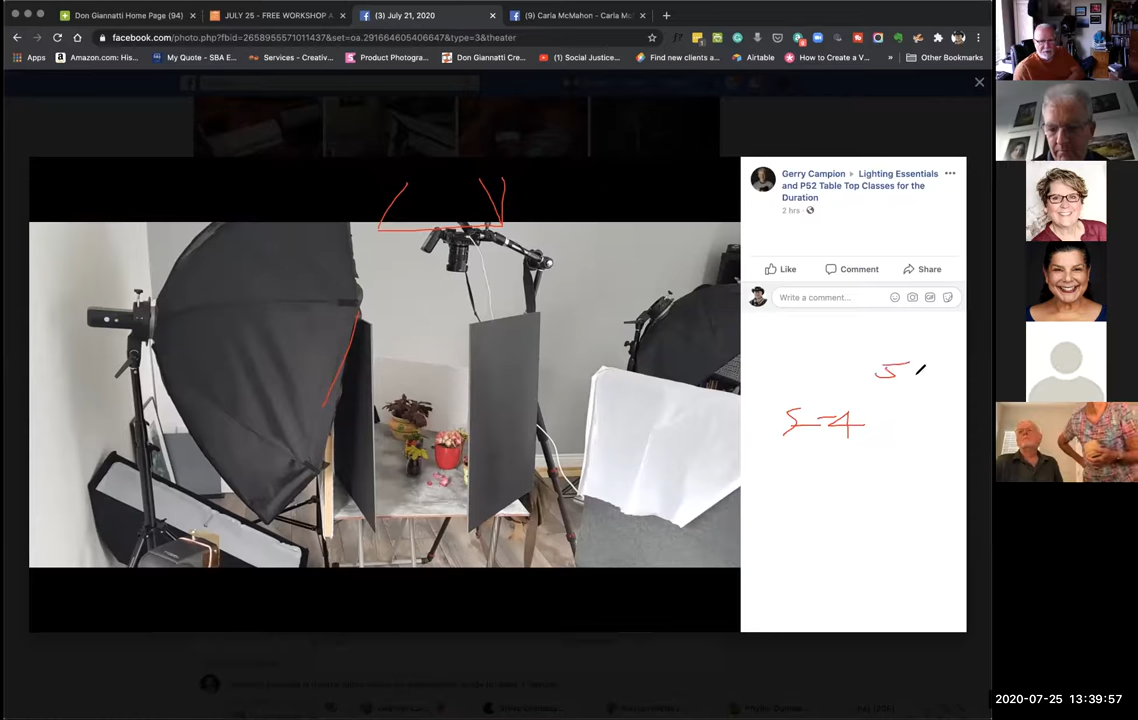 Don Giannatti Home Page (94)
JULY 25 - FREE WORKSHOP A
(3) July 21, 2020
(9) Carla McMahon - Carla Mc
facebook.com/photo.php?fbid=2658955571011437&set=oa.291664605406647&type=3&theater
Apps
Amazon.com: His...
My Quote - SBA E...
Services - Creativ...
Product Photogra...
Don Giannatti Cre...
(1) Social Justice...
Find new clients a...
Airtable
How to Create a V...
»
Other Bookmarks
Gerry Campion ▸ Lighting Essentials
and P52 Table Top Classes for the
Duration
2 hrs
Like
Comment
Share
Write a comment...
5
5-4
2020-07-25 13:39:57